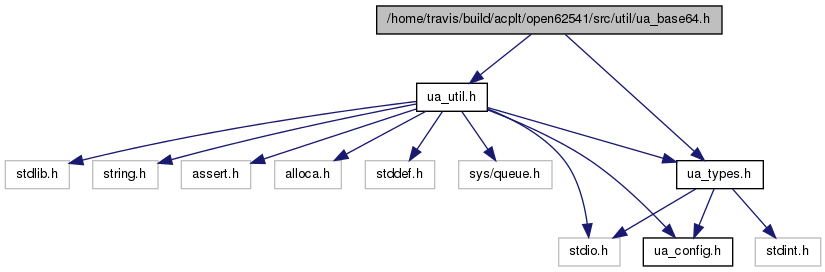 /home/travis/build/acplt/open62541/src/util/ua_base64.h
ua_util.h
stdlib.h
string.h
assert.h
alloca.h
stddef.h
sys/queue.h
ua_types.h
stdio.h
ua_config.h
stdint.h